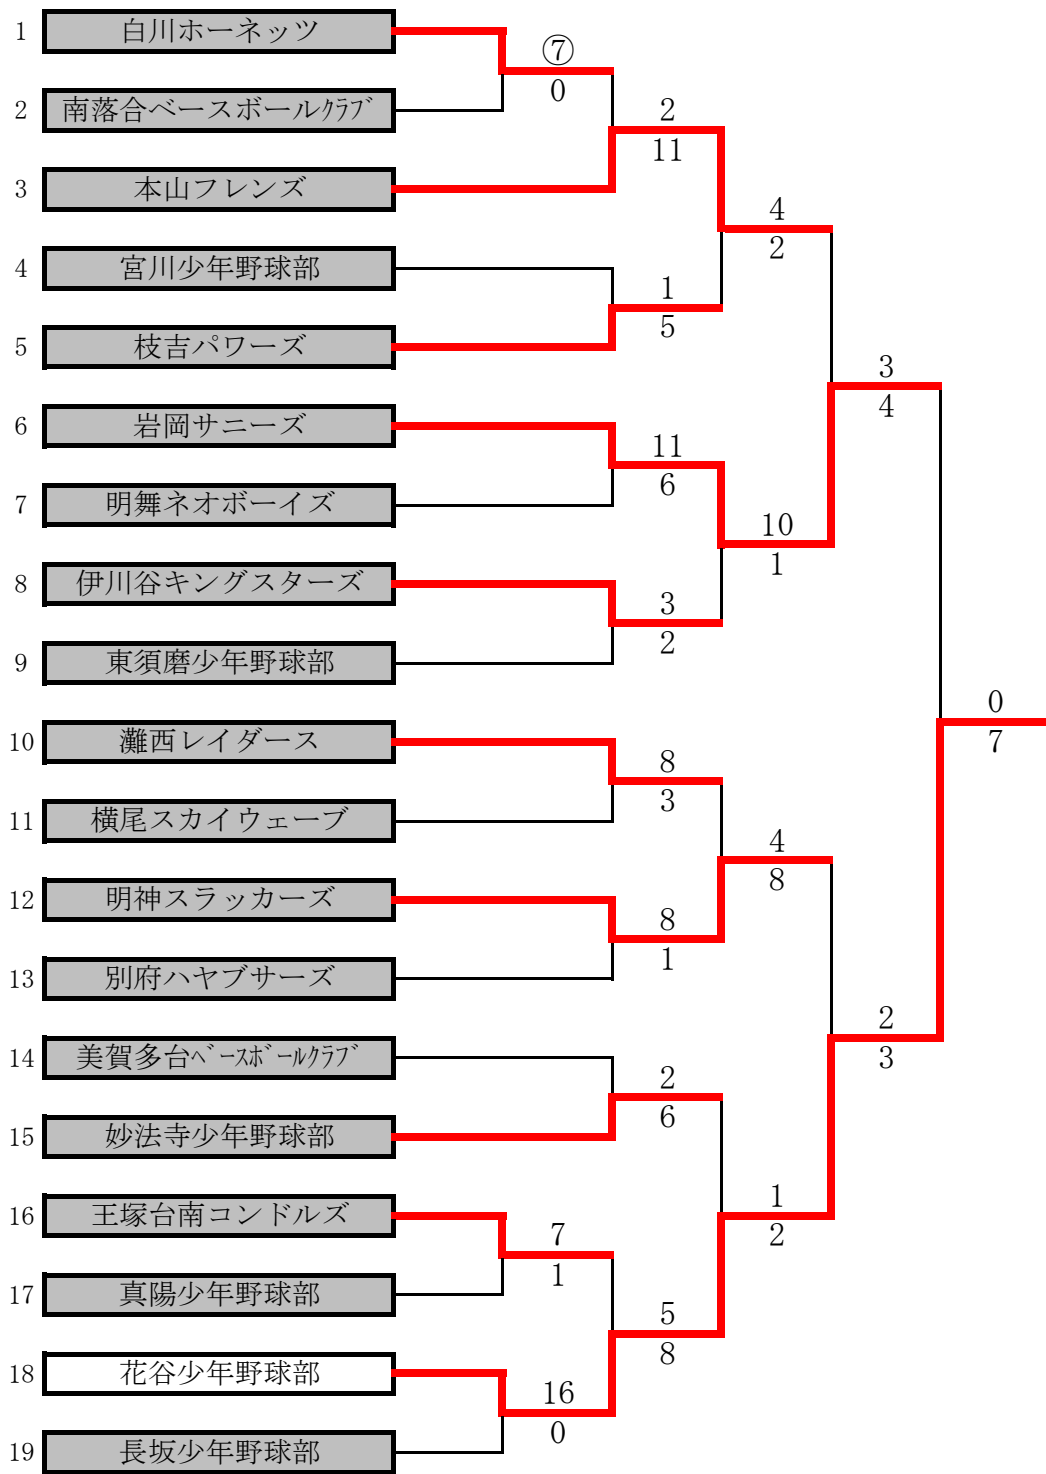 1 白川ホーネッツ
⑦
0
2 南落合ベースボールクラブ
2
11
3 本山フレンズ
4
2
4 宮川少年野球部
1
5
5 枝吉パワーズ
3
4
6 岩岡サニーズ
11
6
7 明舞ネオボーイズ
10
1
8 伊川谷キングスターズ
3
2
9 東須磨少年野球部
0
7
10 灘西レイダース
8
3
11 横尾スカイウェーブ
4
8
12 明神スラッカーズ
8
1
13 別府ハヤブサーズ
2
3
14 美賀多台ベースボールクラブ
2
6
15 妙法寺少年野球部
1
2
16 王塚台南コンドルズ
7
1
17 真陽少年野球部
5
8
18 花谷少年野球部
16
0
19 長坂少年野球部